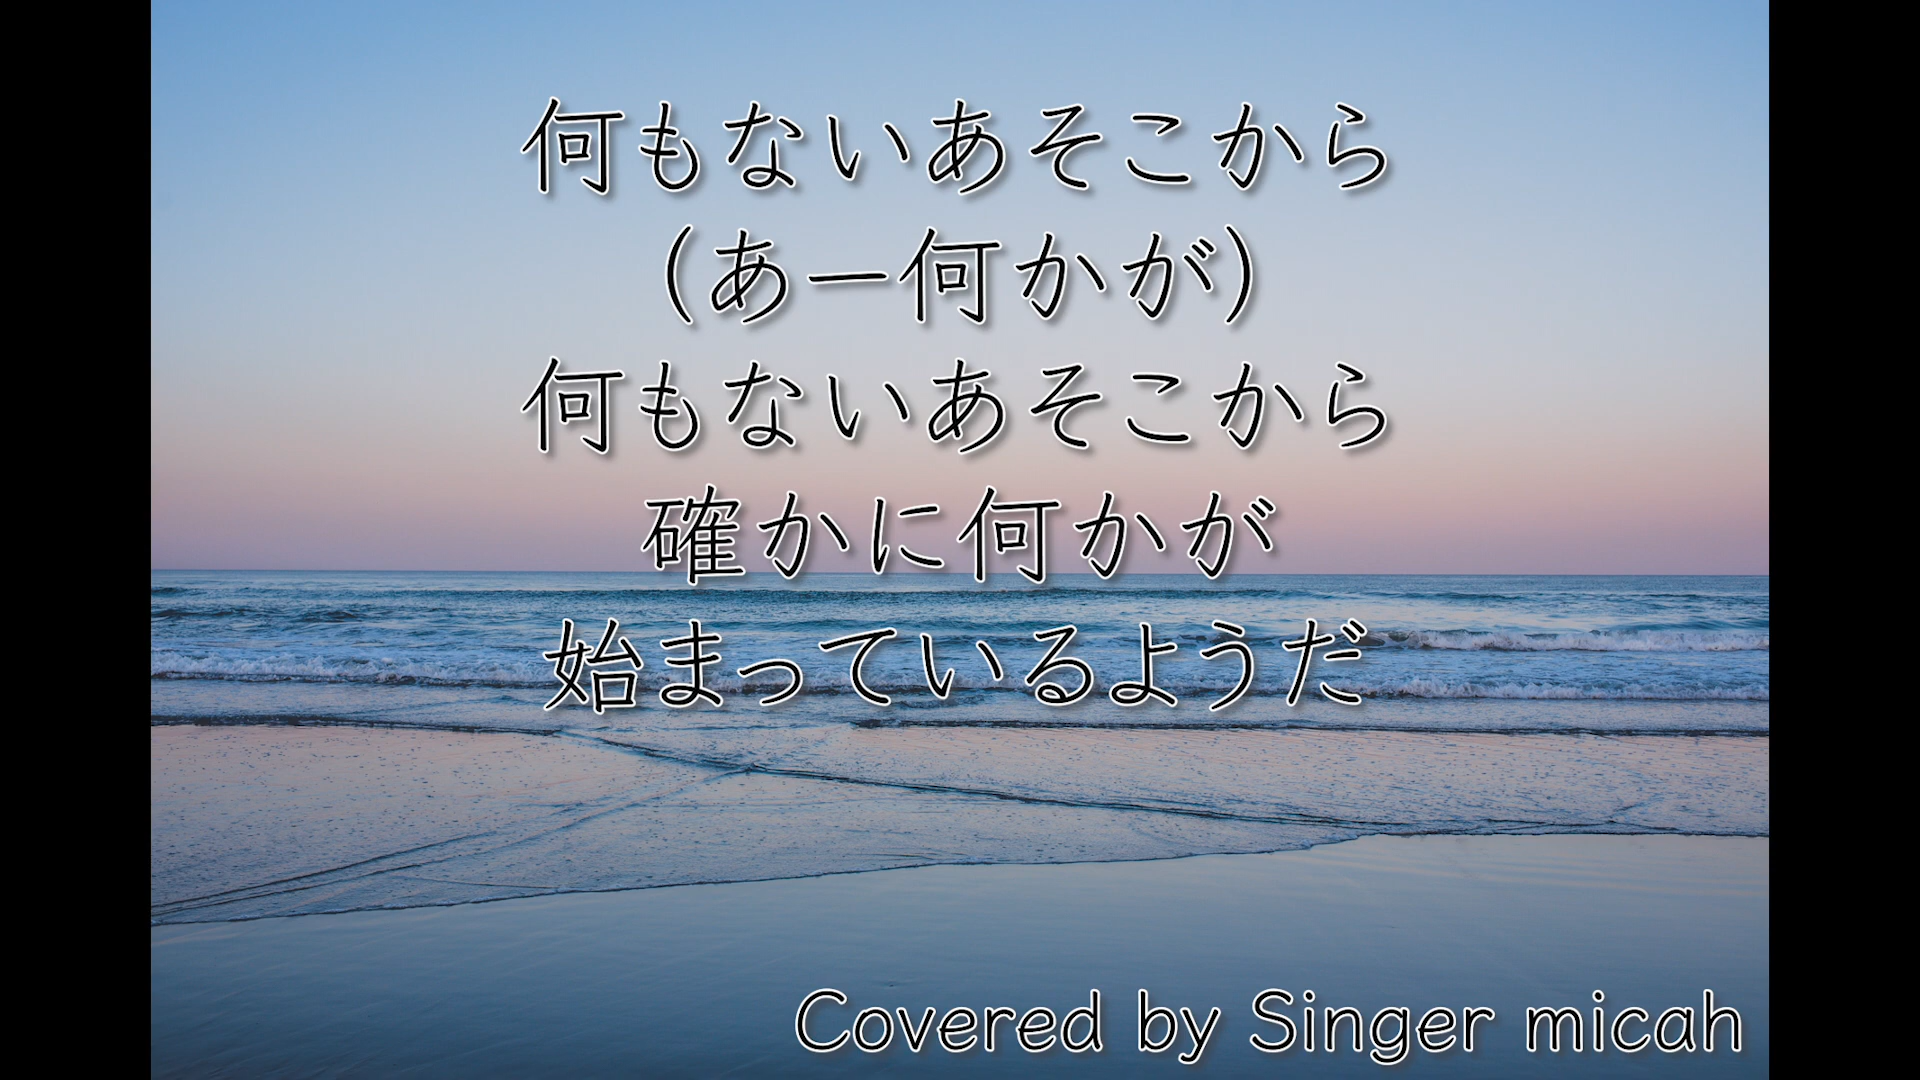 何もないあそこから
(あー何かが)
何もないあそこから
確かに何かが
始まっているようだ
Covered by Singer micah